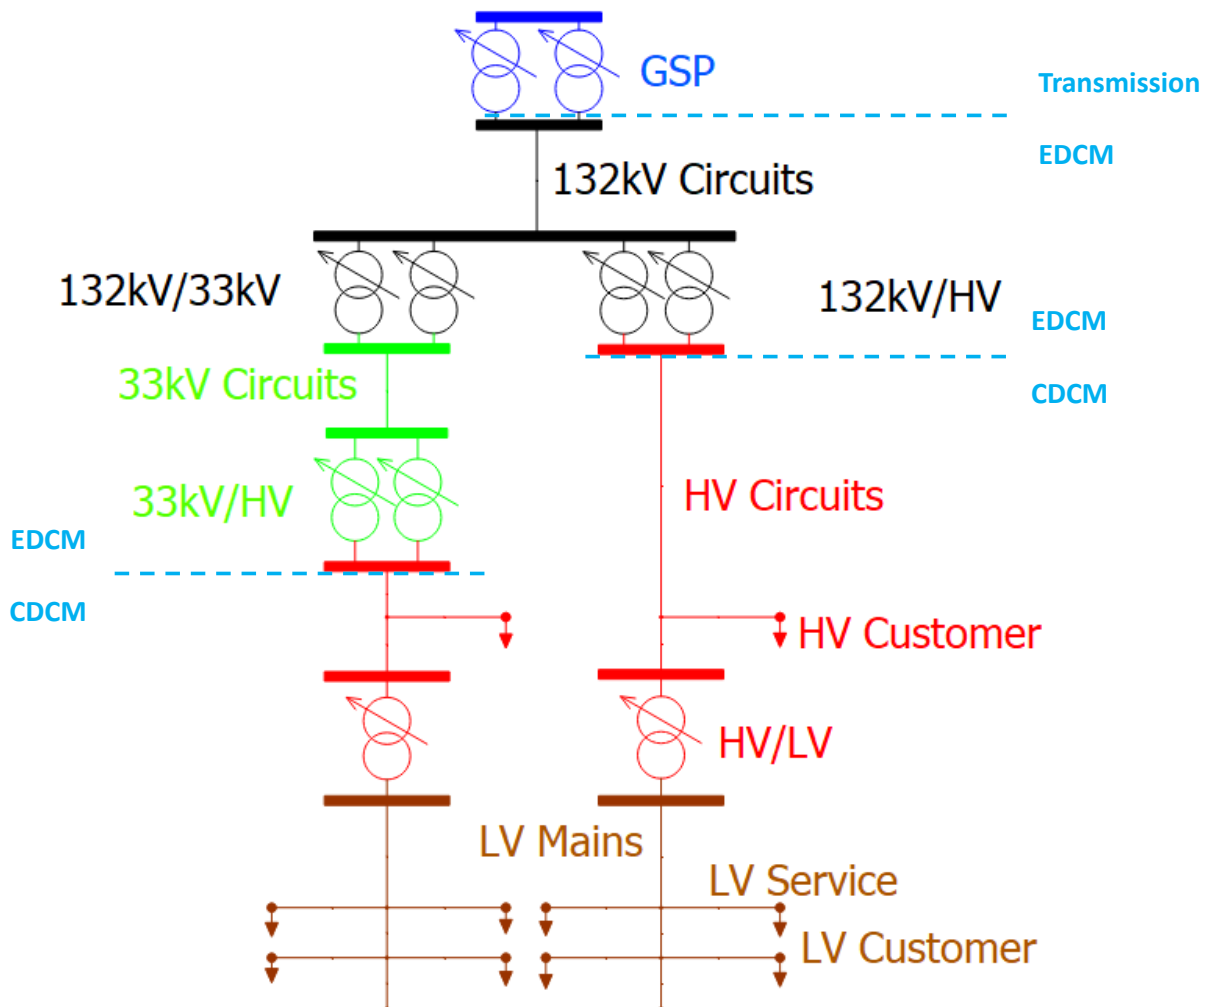 GSP
Transmission
EDCM
132kV Circuits
132kV/33kV
132kV/HV
EDCM
33kV Circuits
CDCM
33kV/HV
HV Circuits
EDCM
CDCM
HV Customer
HV/LV
LV Mains
LV Service
LV Customer